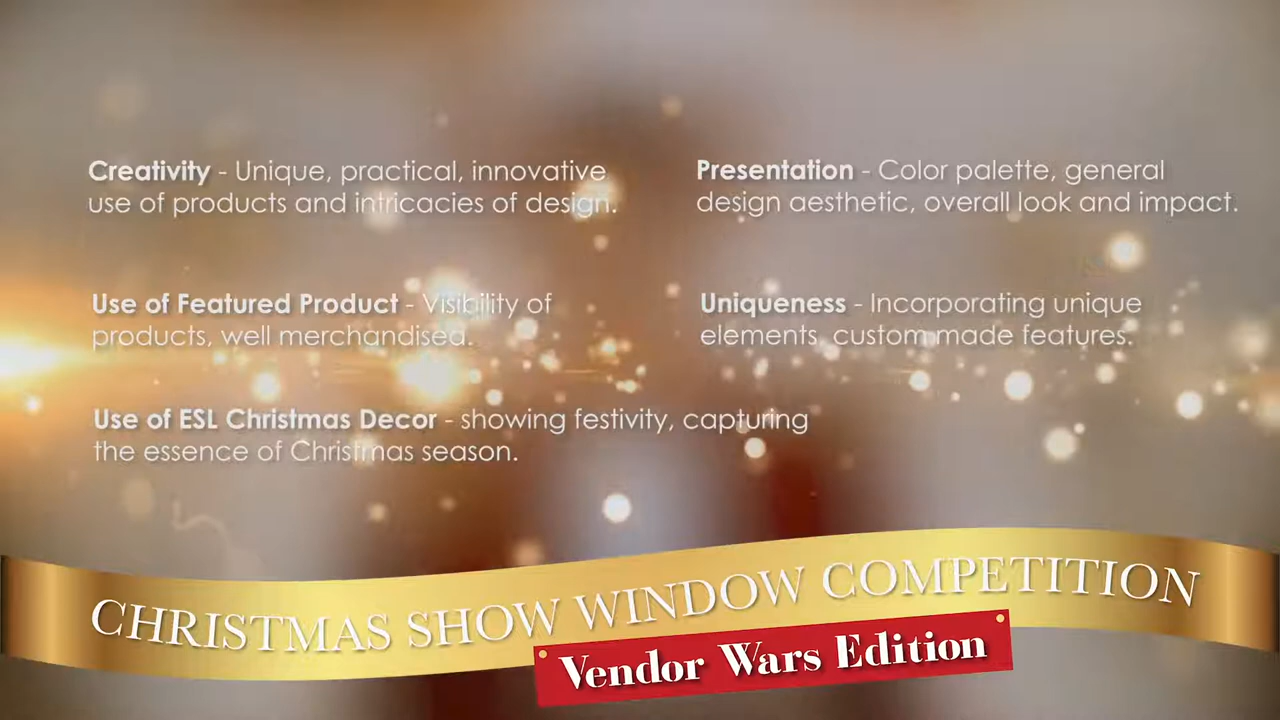 Creativity - Unique, practical, innovative
use of products and intricacies of design.
Presentation - Color palette, general
design aesthetic, overall look and impact.
Use of Featured Product - Visibility of
products, well merchandised.
Uniqueness - Incorporating unique
elements, custom made features.
Use of ESL Christmas Decor - showing festivity, capturing
the essence of Christmas season.
CHRISTMAS SHOW WINDOW COMPETITION
Vendor Wars Edition